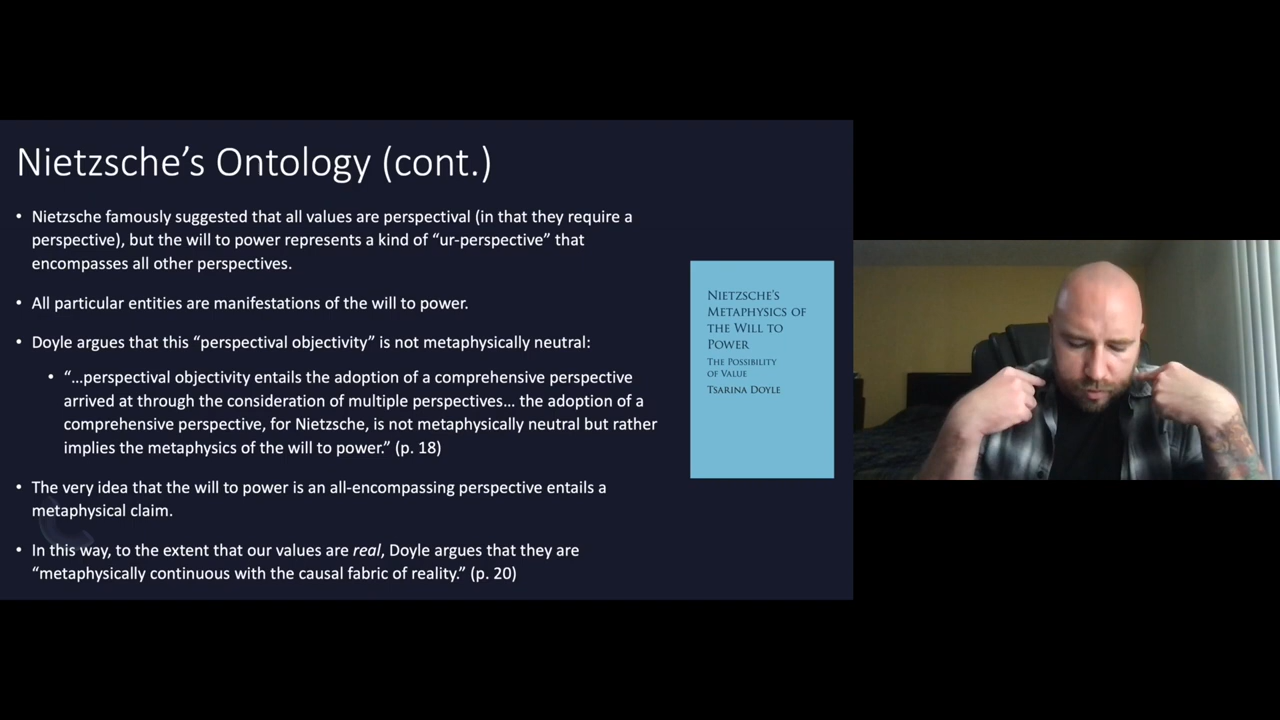 Nietzsche’s Ontology (cont.)
• Nietzsche famously suggested that all values are perspectival (in that they require a
perspective), but the will to power represents a kind of “ur-perspective” that
encompasses all other perspectives.
• All particular entities are manifestations of the will to power.
• Doyle argues that this “perspectival objectivity” is not metaphysically neutral:
• “…perspectival objectivity entails the adoption of a comprehensive perspective
arrived at through the consideration of multiple perspectives… the adoption of a
comprehensive perspective, for Nietzsche, is not metaphysically neutral but rather
implies the metaphysics of the will to power.” (p. 18)
• The very idea that the will to power is an all-encompassing perspective entails a
metaphysical claim.
• In this way, to the extent that our values are real, Doyle argues that they are
“metaphysically continuous with the causal fabric of reality.” (p. 20)
Nietzsche’s
Metaphysics of
the Will to
Power
The Possibility
of Value
Tsarina Doyle